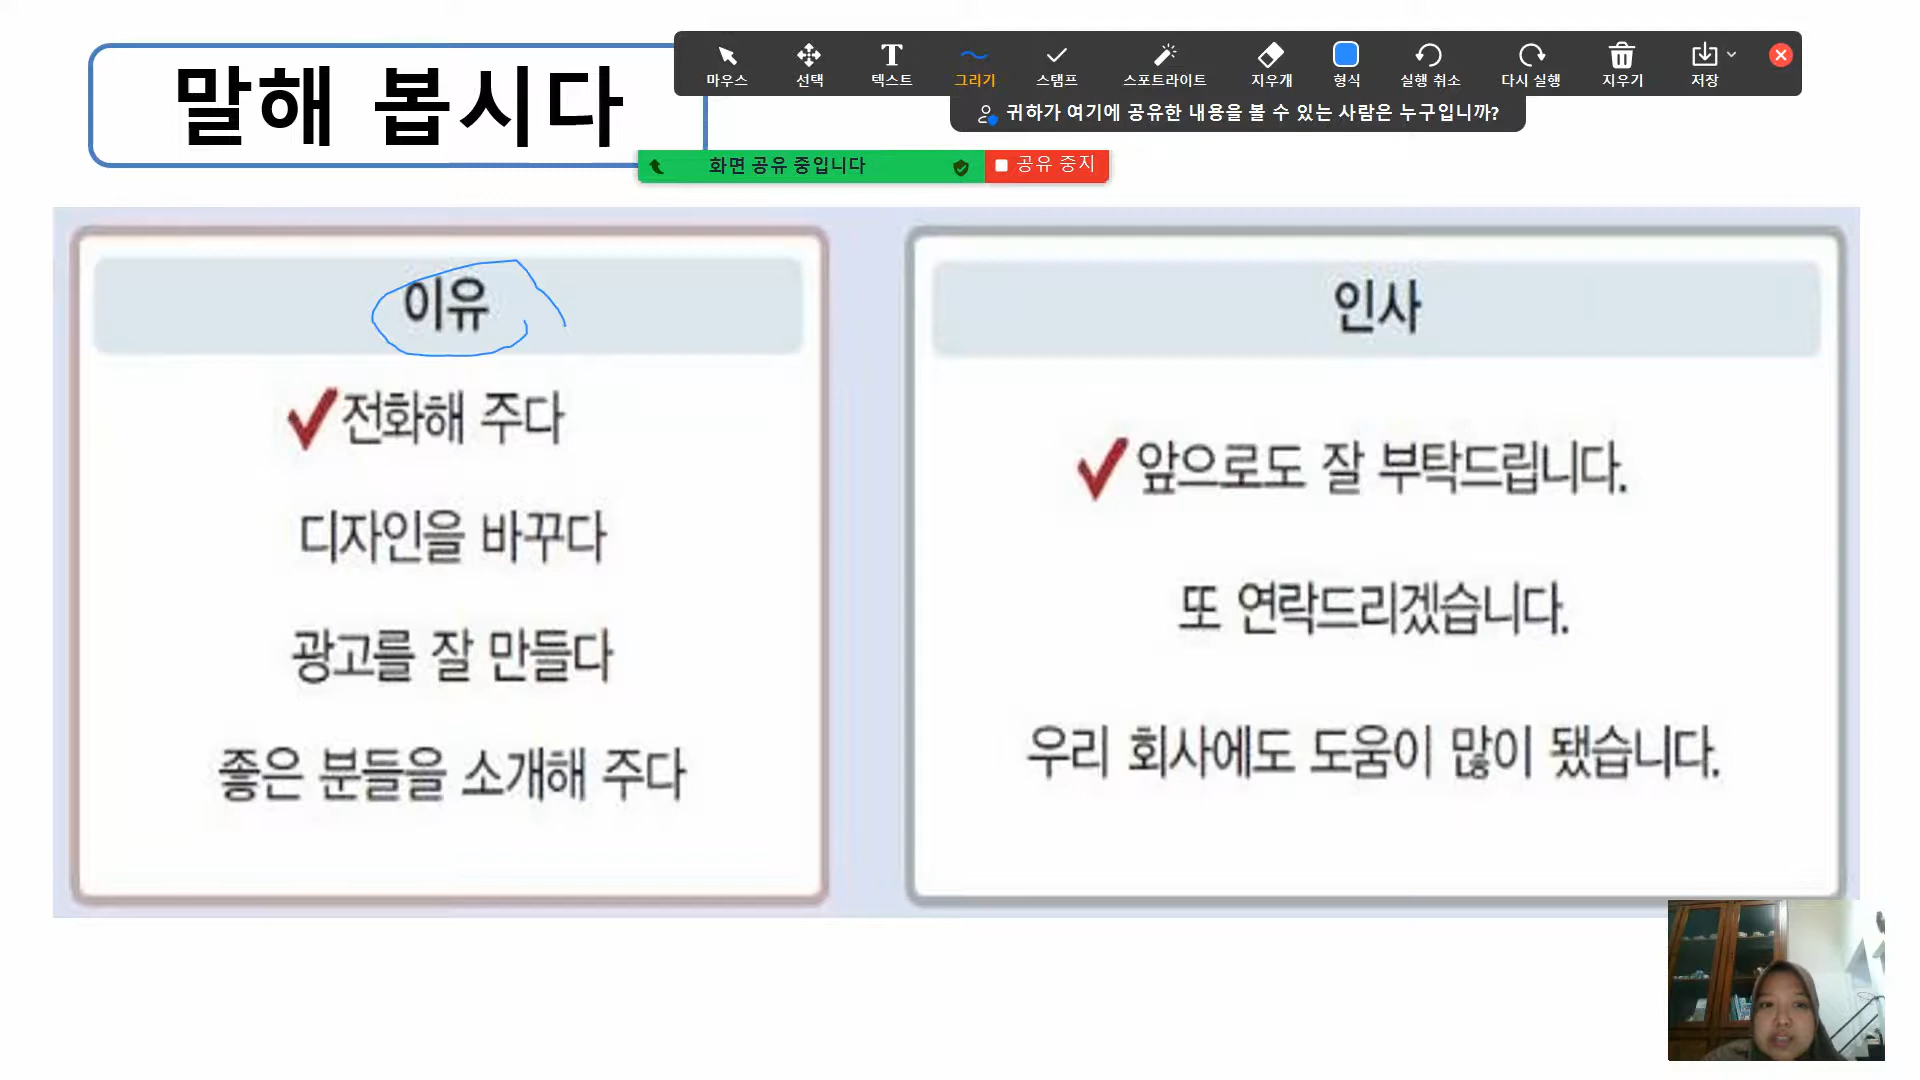 말해 봅시다
마우스 선택 텍스트 그리기 스탬프 스포트라이트 지우개 형식 실행 취소 다시 실행 지우기 저장
귀하가 여기에 공유한 내용을 볼 수 있는 사람은 누구입니까?
화면 공유 중입니다 공유 중지
이유
전화해 주다
디자인을 바꾸다
광고를 잘 만들다
좋은 분들을 소개해 주다
인사
앞으로도 잘 부탁드립니다.
또 연락드리겠습니다.
우리 회사에도 도움이 많이 됐습니다.